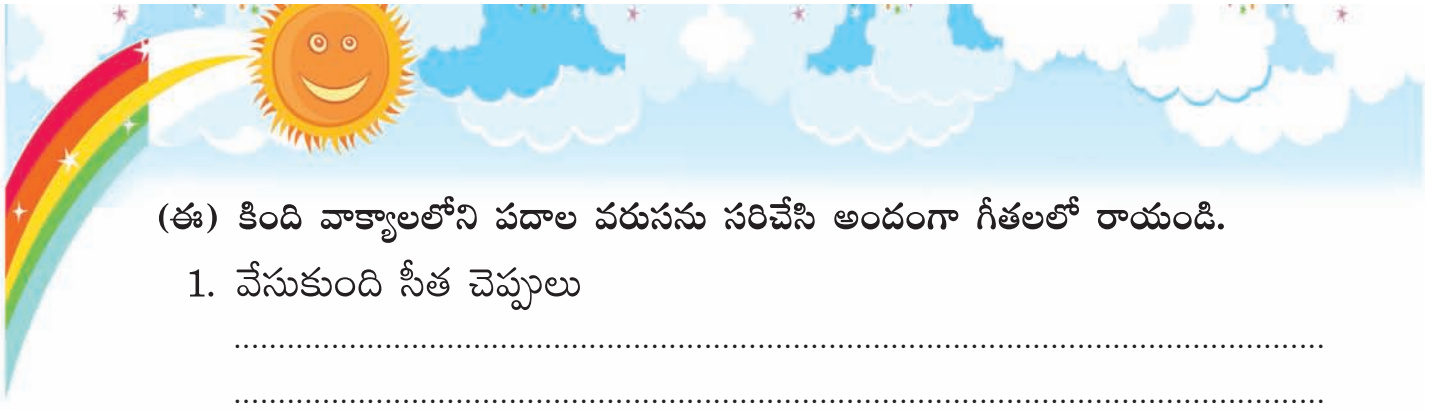 (ఈ) కింది వాక్యాలలోని పదాల వరుసను సరిచేసి అందంగా గీతలలో రాయండి.
1. వేసుకుంది సీత చెప్పులు